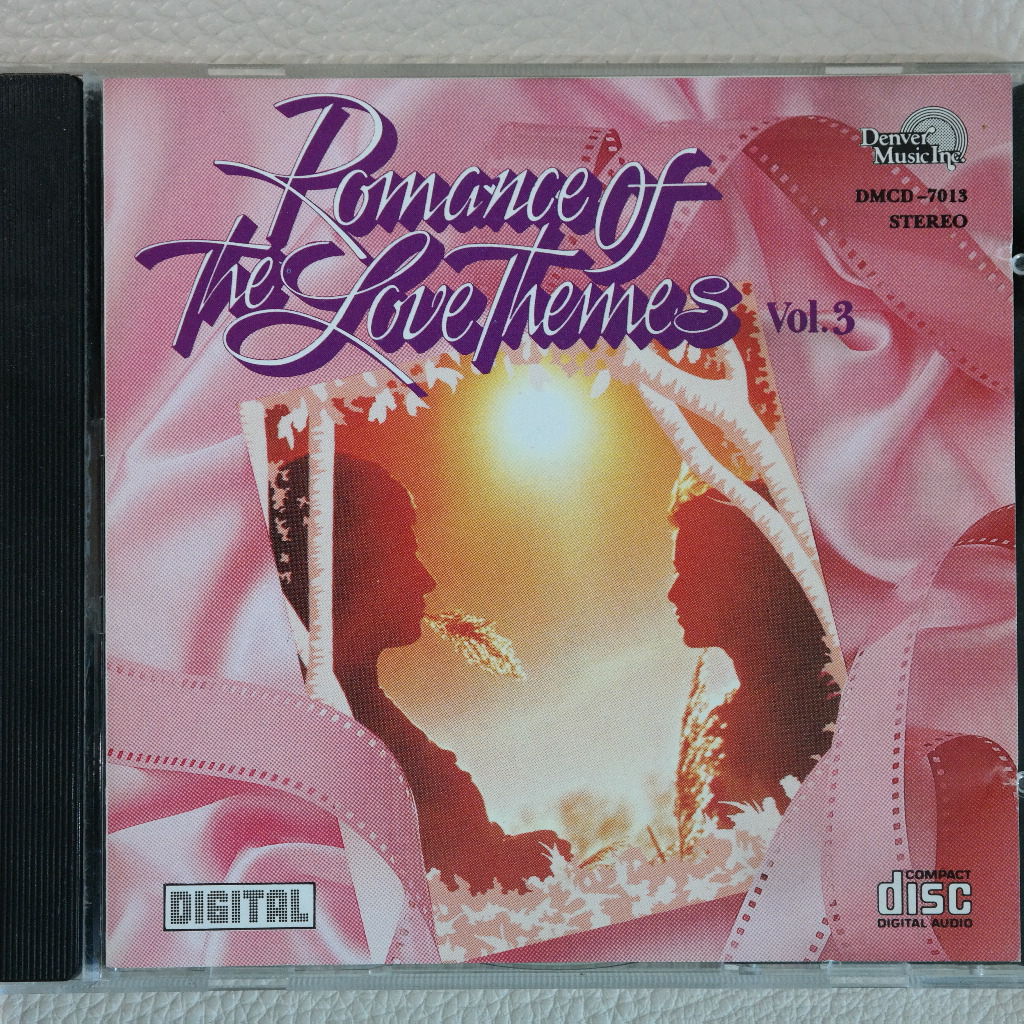 Romance of
The Love Themes
Vol.3
Denver
Music Inc.
DMCD-7013
STEREO
DIGITAL
COMPACT
disc
DIGITAL AUDIO